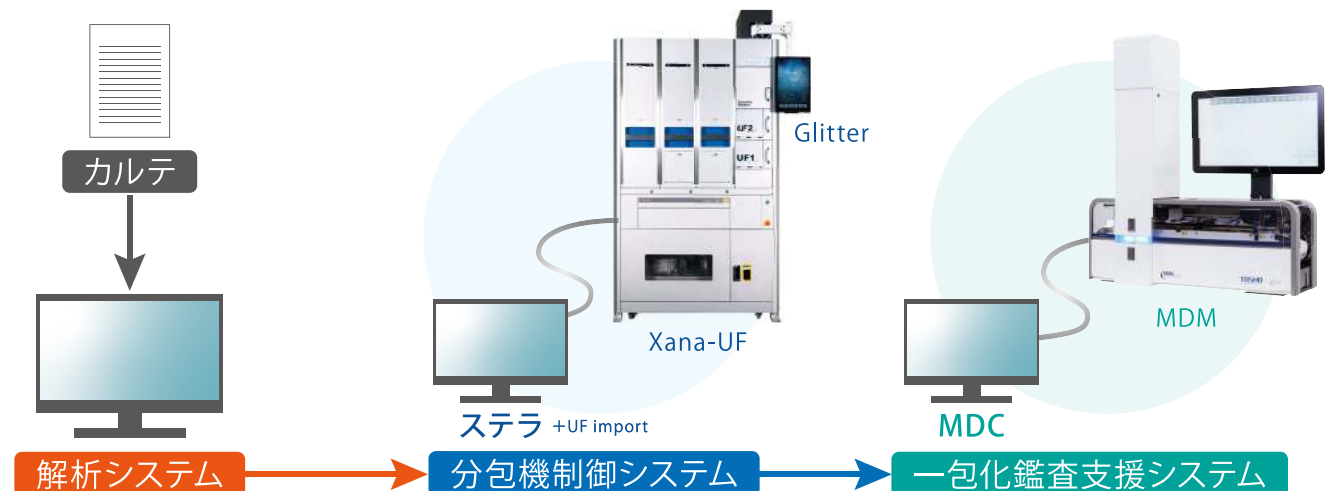 カルテ
Glitter
UF2
UF1
Xana-UF
TOSHO
MDM
ステラ +UF import
MDC
解析システム
分包機制御システム
一包化鑑査支援システム